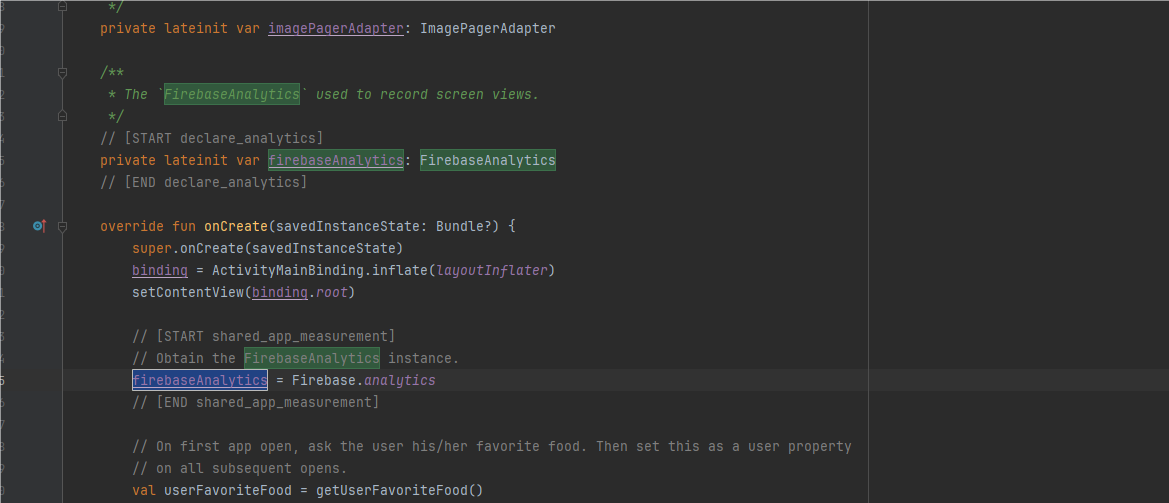 */
private lateinit var imagePagerAdapter: ImagePagerAdapter
/**
* The `FirebaseAnalytics` used to record screen views.
*/
// [START declare_analytics]
private lateinit var firebaseAnalytics: FirebaseAnalytics
// [END declare_analytics]
override fun onCreate(savedInstanceState: Bundle?) {
super.onCreate(savedInstanceState)
binding = ActivityMainBinding.inflate(layoutInflater)
setContentView(binding.root)
// [START shared_app_measurement]
// Obtain the FirebaseAnalytics instance.
firebaseAnalytics = Firebase.analytics
// [END shared_app_measurement]
// On first app open, ask the user his/her favorite food. Then set this as a user property
// on all subsequent opens.
val userFavoriteFood = getUserFavoriteFood()